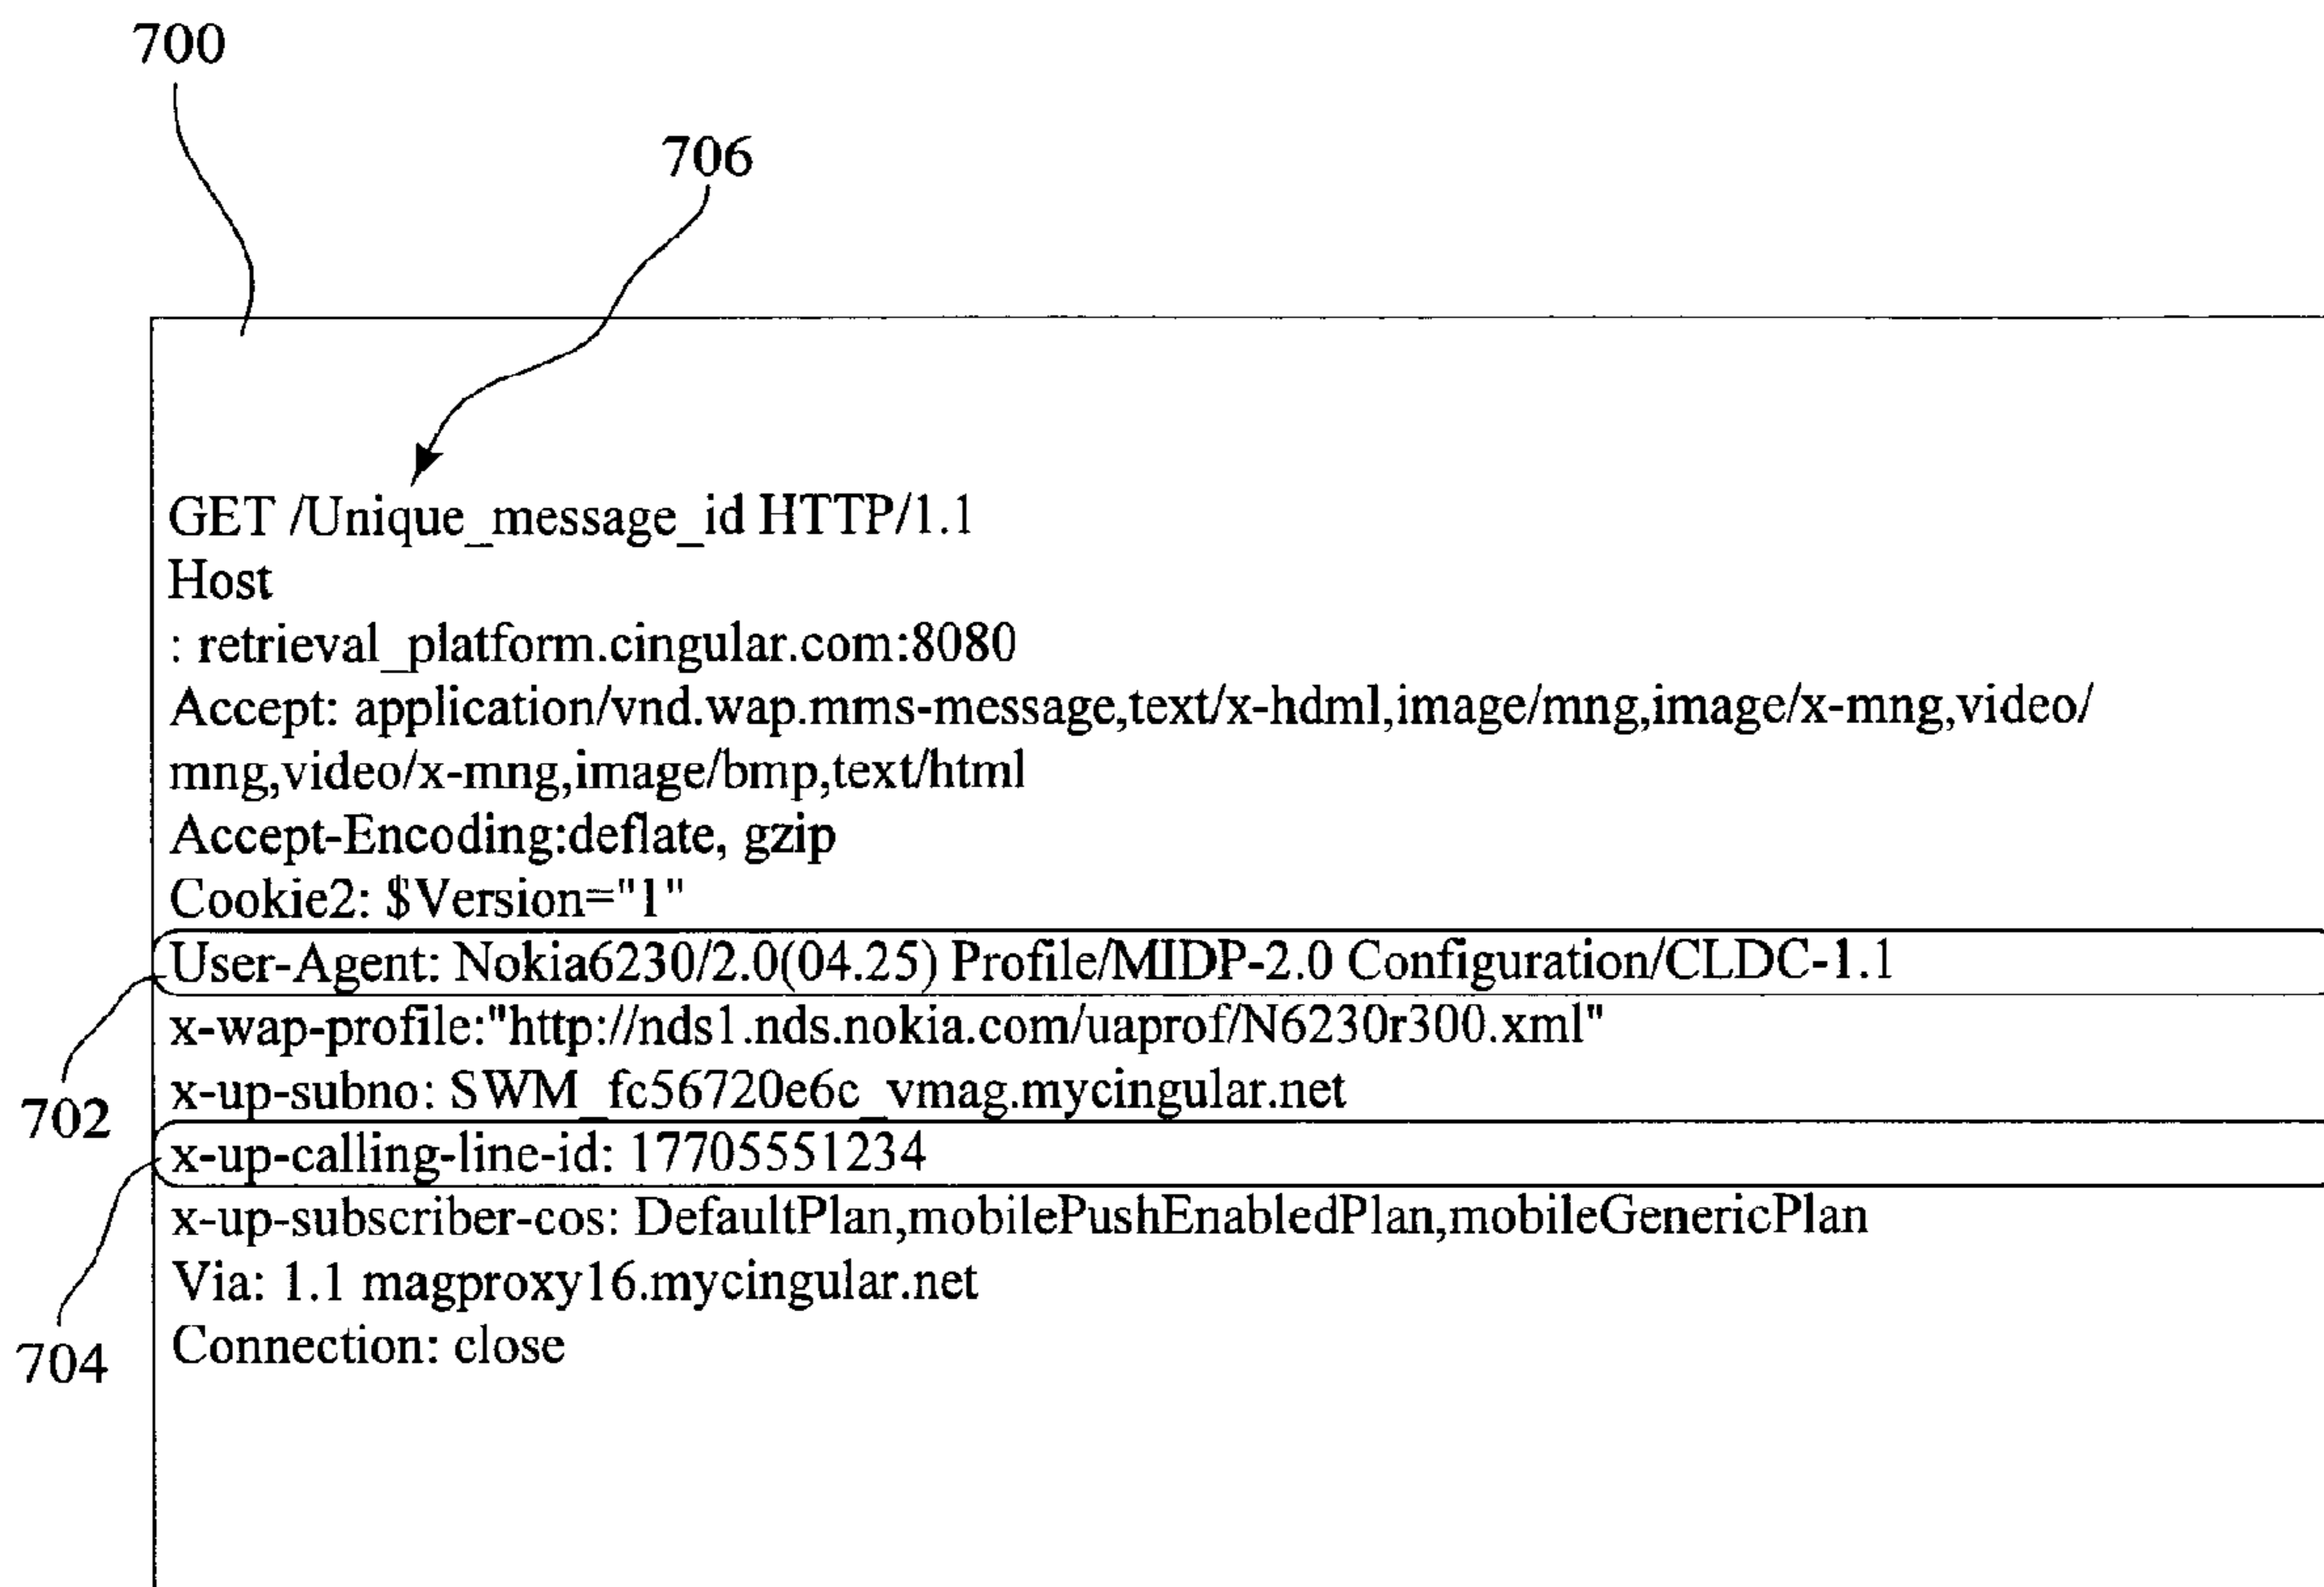 700
706
GET /Unique_message_id HTTP/1.1
Host
: retrieval_platform.cingular.com:8080
Accept: application/vnd.wap.mms-message,text/x-hdml,image/mng,image/x-mng,video/
mng,video/x-mng,image/bmp,text/html
Accept-Encoding:deflate, gzip
Cookie2: $Version="1"
User-Agent: Nokia6230/2.0(04.25) Profile/MIDP-2.0 Configuration/CLDC-1.1
x-wap-profile:"http://nds1.nds.nokia.com/uaprof/N6230r300.xml"
702
x-up-subno: SWM_fc56720e6c_vmag.mycingular.net
x-up-calling-line-id: 17705551234
x-up-subscriber-cos: DefaultPlan,mobilePushEnabledPlan,mobileGenericPlan
Via: 1.1 magproxy16.mycingular.net
704
Connection: close